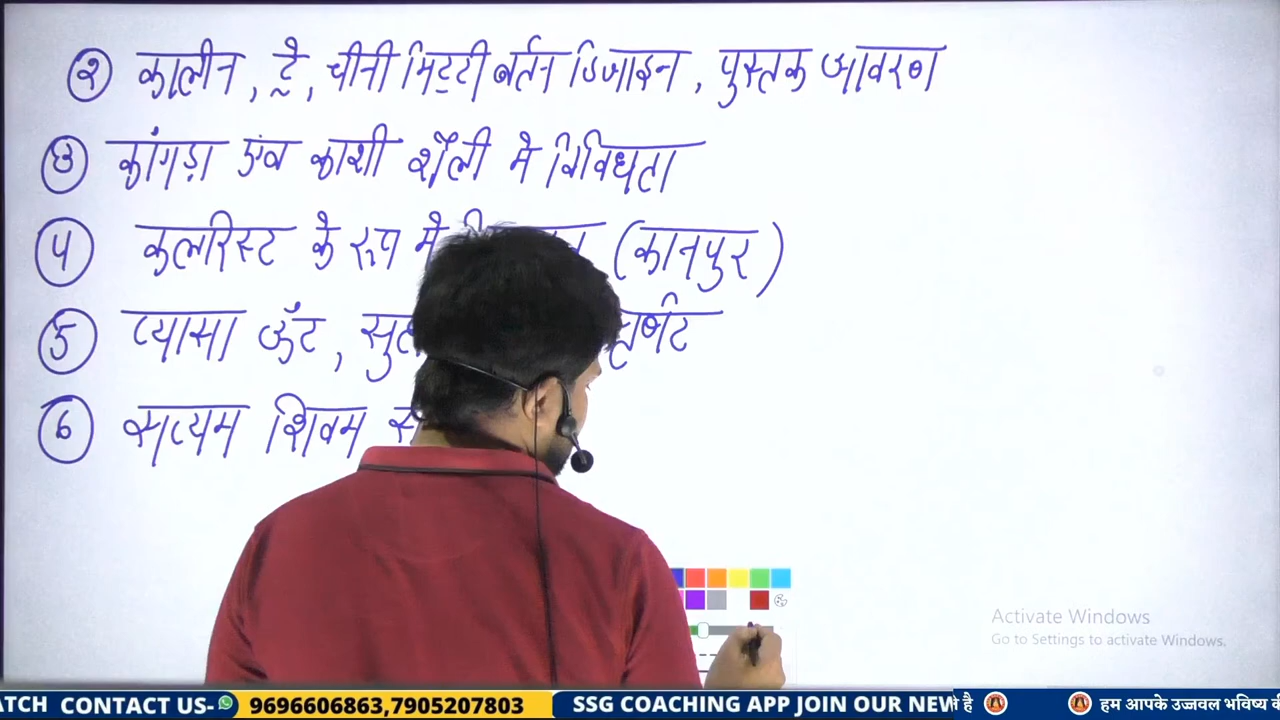 ② कालीन, ट्रे, चीनी मिट्टी बर्तन डिजाइन, पुस्तक आवरण
③ कांगड़ा एंव काशी शैली मे विविधता
④ कलरिस्ट के रूप मे (कानपुर)
⑤ प्यासा ऊँट,
⑥ सत्यम शिवम
Activate Windows
Go to Settings to activate Windows.
ATCH CONTACT US- 9696606863,7905207803 SSG COACHING APP JOIN OUR NEW है हम आपके उज्जवल भविष्य की